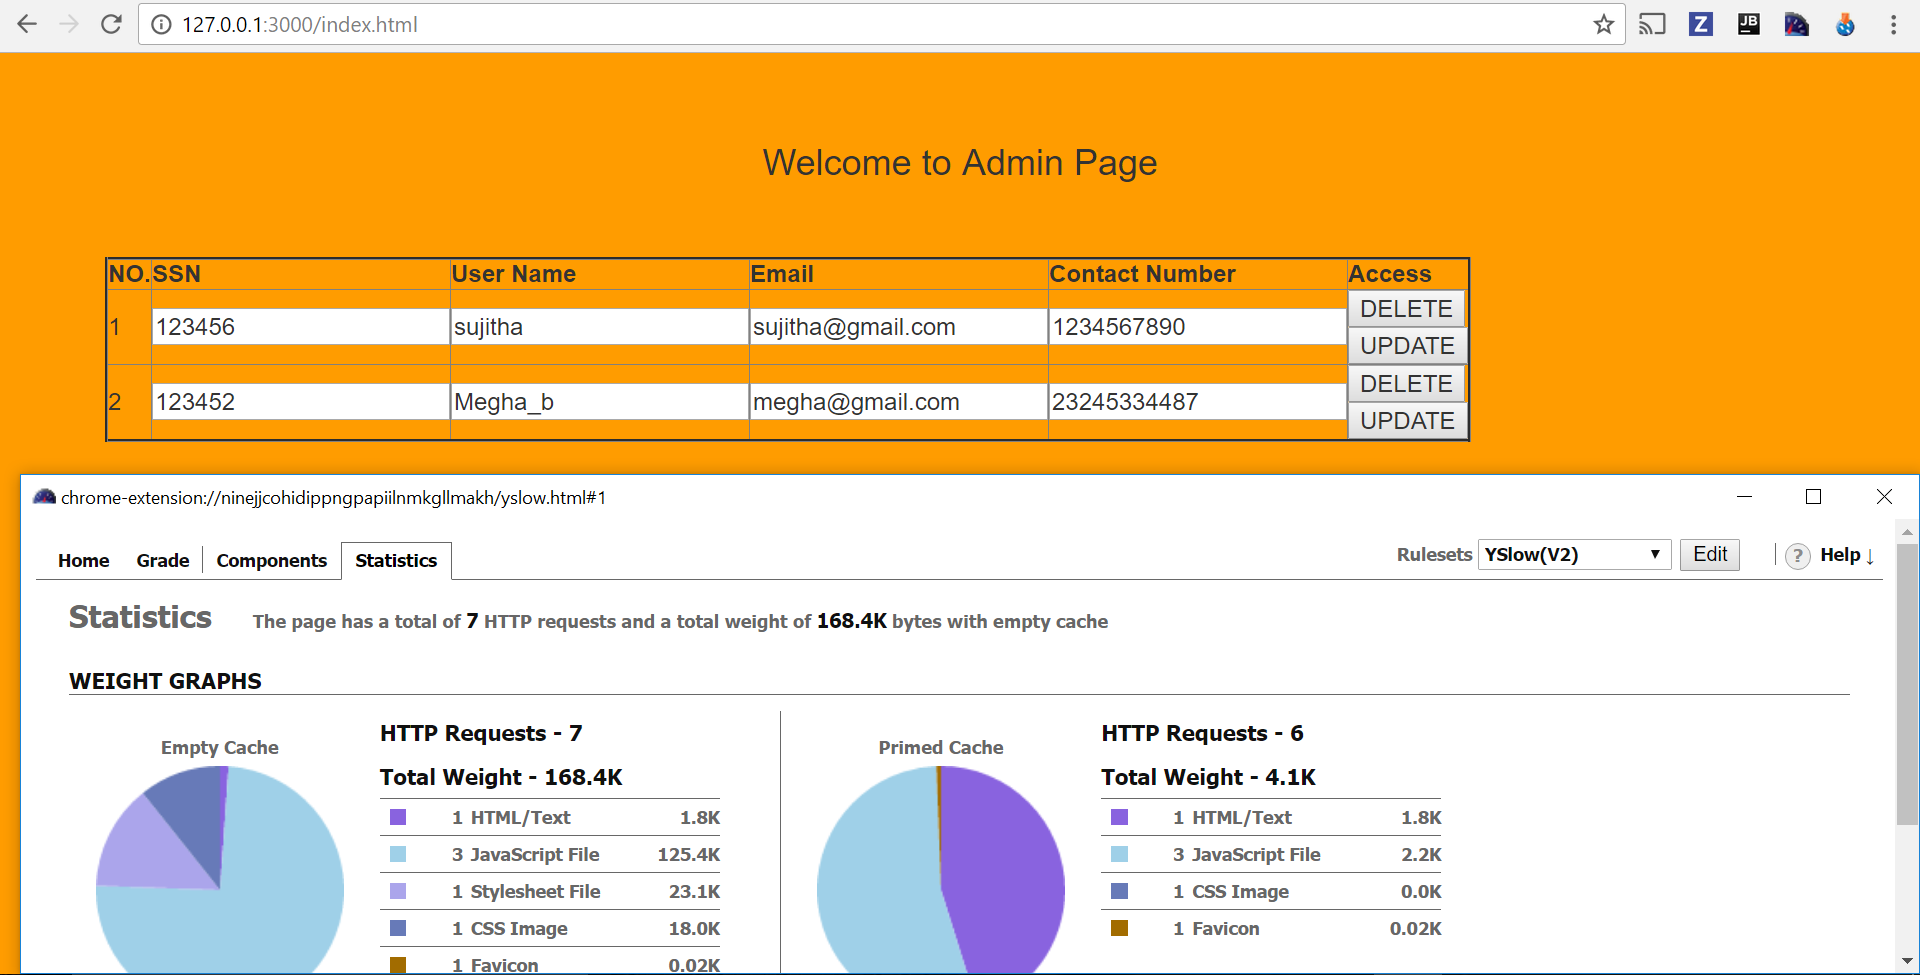 127.0.0.1:3000/index.html
Z
JB
Welcome to Admin Page
NO. SSN User Name Email Contact Number Access
1 123456 sujitha sujitha@gmail.com 1234567890 DELETE
UPDATE
2 123452 Megha_b megha@gmail.com 23245334487 DELETE
UPDATE
chrome-extension://ninejjcohidippngpapiilnmkgllmakh/yslow.html#1
Home Grade Components Statistics Rulesets YSlow(V2) Edit ? Help ↓
Statistics The page has a total of 7 HTTP requests and a total weight of 168.4K bytes with empty cache
WEIGHT GRAPHS
Empty Cache
HTTP Requests - 7
Total Weight - 168.4K
1 HTML/Text 1.8K
3 JavaScript File 125.4K
1 Stylesheet File 23.1K
1 CSS Image 18.0K
1 Favicon 0.02K
Primed Cache
HTTP Requests - 6
Total Weight - 4.1K
1 HTML/Text 1.8K
3 JavaScript File 2.2K
1 CSS Image 0.0K
1 Favicon 0.02K